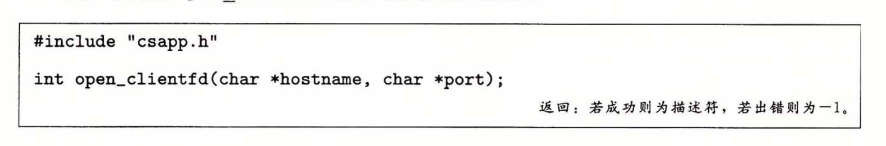 #include "csapp.h"
int open_clientfd(char *hostname, char *port);
返回：若成功则为描述符，若出错则为－1。